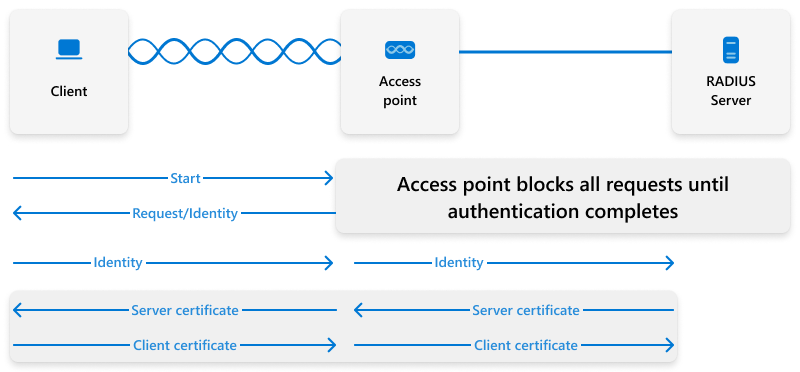 Client
Access
point
RADIUS
Server
Start
Access point blocks all requests until
authentication completes
Request/Identity
Identity
Identity
Server certificate
Server certificate
Client certificate
Client certificate